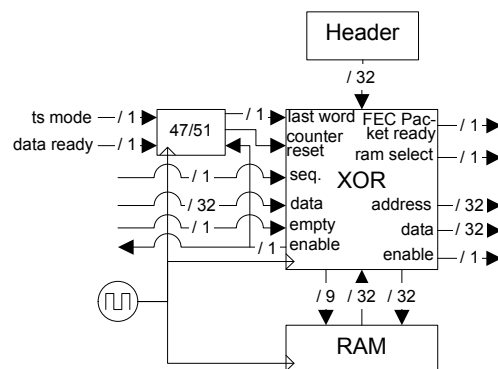 Header
/ 32
ts mode / 1
47/51
/ 1
last word
FEC Pac-
ket ready
/ 1
data ready / 1
counter
reset
ram select
/ 1
/ 1
seq.
XOR
/ 32
data
address
/ 32
/ 1
empty
data
/ 32
/ 1
enable
enable
/ 1
/ 9
/ 32
/ 32
RAM